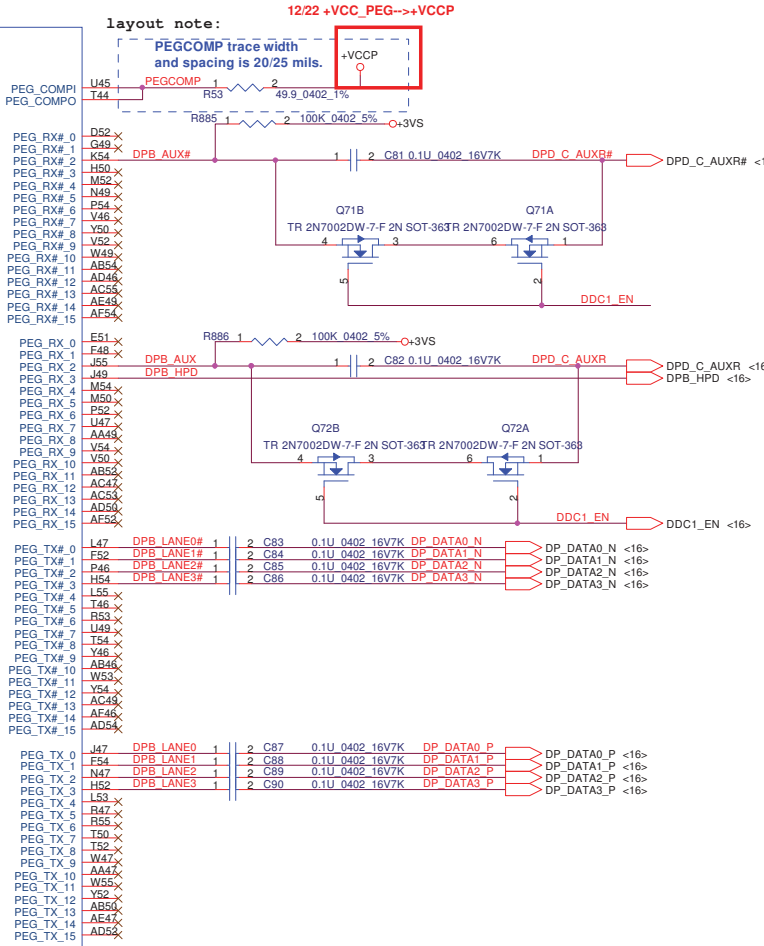 12/22 +VCC_PEG-->+VCCP
layout note:
PEGCOMP trace width
and spacing is 20/25 mils.
+VCCP
PEG_COMPI U45 PEGCOMP 1 R53 2 49.9_0402_1%
PEG_COMPO T44
R885 1 2 100K_0402_5% +3VS
PEG_RX#_0 D52
PEG_RX#_1 G49
PEG_RX#_2 K54 DPB_AUX# 1 2 C81 0.1U_0402_16V7K DPD_C_AUXR# DPD_C_AUXR#
PEG_RX#_3 H50
PEG_RX#_4 M52
PEG_RX#_5 N49
PEG_RX#_6 P54
PEG_RX#_7 V46
PEG_RX#_8 Y50
PEG_RX#_9 V52
PEG_RX#_10 W49
PEG_RX#_11 AB54
PEG_RX#_12 AD46
PEG_RX#_13 AC55
PEG_RX#_14 AE49
PEG_RX#_15 AF54
Q71B Q71A
TR 2N7002DW-7-F 2N SOT-363 TR 2N7002DW-7-F 2N SOT-363
4 3 6 1
5 2
DDC1_EN
R886 1 2 100K_0402_5% +3VS
PEG_RX_0 E51
PEG_RX_1 F48
PEG_RX_2 J55 DPB_AUX 1 2 C82 0.1U_0402_16V7K DPD_C_AUXR DPD_C_AUXR <16
PEG_RX_3 J49 DPB_HPD DPB_HPD <16>
PEG_RX_4 M54
PEG_RX_5 M50
PEG_RX_6 P52
PEG_RX_7 U47
PEG_RX_8 AA49
PEG_RX_9 V54
PEG_RX_10 V50
PEG_RX_11 AB52
PEG_RX_12 AC47
PEG_RX_13 AC53
PEG_RX_14 AD50
PEG_RX_15 AF52
Q72B Q72A
TR 2N7002DW-7-F 2N SOT-363 TR 2N7002DW-7-F 2N SOT-363
4 3 6 1
5 2
DDC1_EN DDC1_EN <16>
PEG_TX#_0 L47 DPB_LANE0# 1 2 C83 0.1U_0402_16V7K DP_DATA0_N DP_DATA0_N <16>
PEG_TX#_1 F52 DPB_LANE1# 1 2 C84 0.1U_0402_16V7K DP_DATA1_N DP_DATA1_N <16>
PEG_TX#_2 P46 DPB_LANE2# 1 2 C85 0.1U_0402_16V7K DP_DATA2_N DP_DATA2_N <16>
PEG_TX#_3 H54 DPB_LANE3# 1 2 C86 0.1U_0402_16V7K DP_DATA3_N DP_DATA3_N <16>
PEG_TX#_4 L55
PEG_TX#_5 T46
PEG_TX#_6 R53
PEG_TX#_7 U49
PEG_TX#_8 T54
PEG_TX#_9 Y46
PEG_TX#_10 AB46
PEG_TX#_11 W53
PEG_TX#_12 Y54
PEG_TX#_13 AC49
PEG_TX#_14 AF46
PEG_TX#_15 AD54
PEG_TX_0 J47 DPB_LANE0 1 2 C87 0.1U_0402_16V7K DP_DATA0_P DP_DATA0_P <16>
PEG_TX_1 F54 DPB_LANE1 1 2 C88 0.1U_0402_16V7K DP_DATA1_P DP_DATA1_P <16>
PEG_TX_2 N47 DPB_LANE2 1 2 C89 0.1U_0402_16V7K DP_DATA2_P DP_DATA2_P <16>
PEG_TX_3 H52 DPB_LANE3 1 2 C90 0.1U_0402_16V7K DP_DATA3_P DP_DATA3_P <16>
PEG_TX_4 L53
PEG_TX_5 R47
PEG_TX_6 R55
PEG_TX_7 T50
PEG_TX_8 T52
PEG_TX_9 W47
PEG_TX_10 AA47
PEG_TX_11 W55
PEG_TX_12 Y52
PEG_TX_13 AB50
PEG_TX_14 AE47
PEG_TX_15 AD52